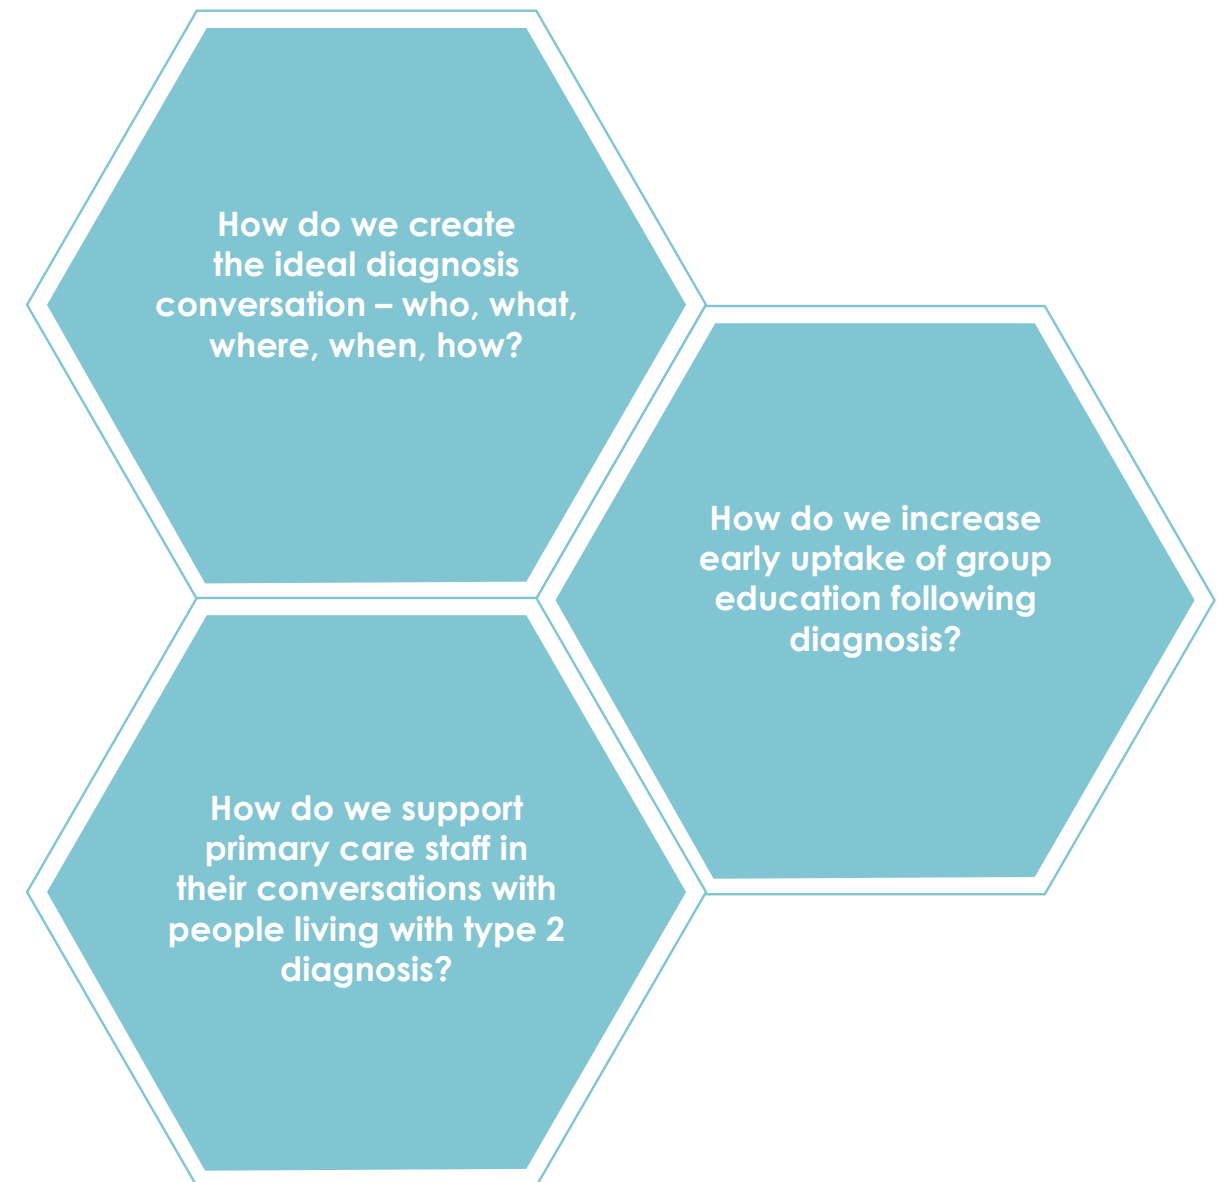 How do we create
the ideal diagnosis
conversation – who, what,
where, when, how?
How do we increase
early uptake of group
education following
diagnosis?
How do we support
primary care staff in
their conversations with
people living with type 2
diagnosis?